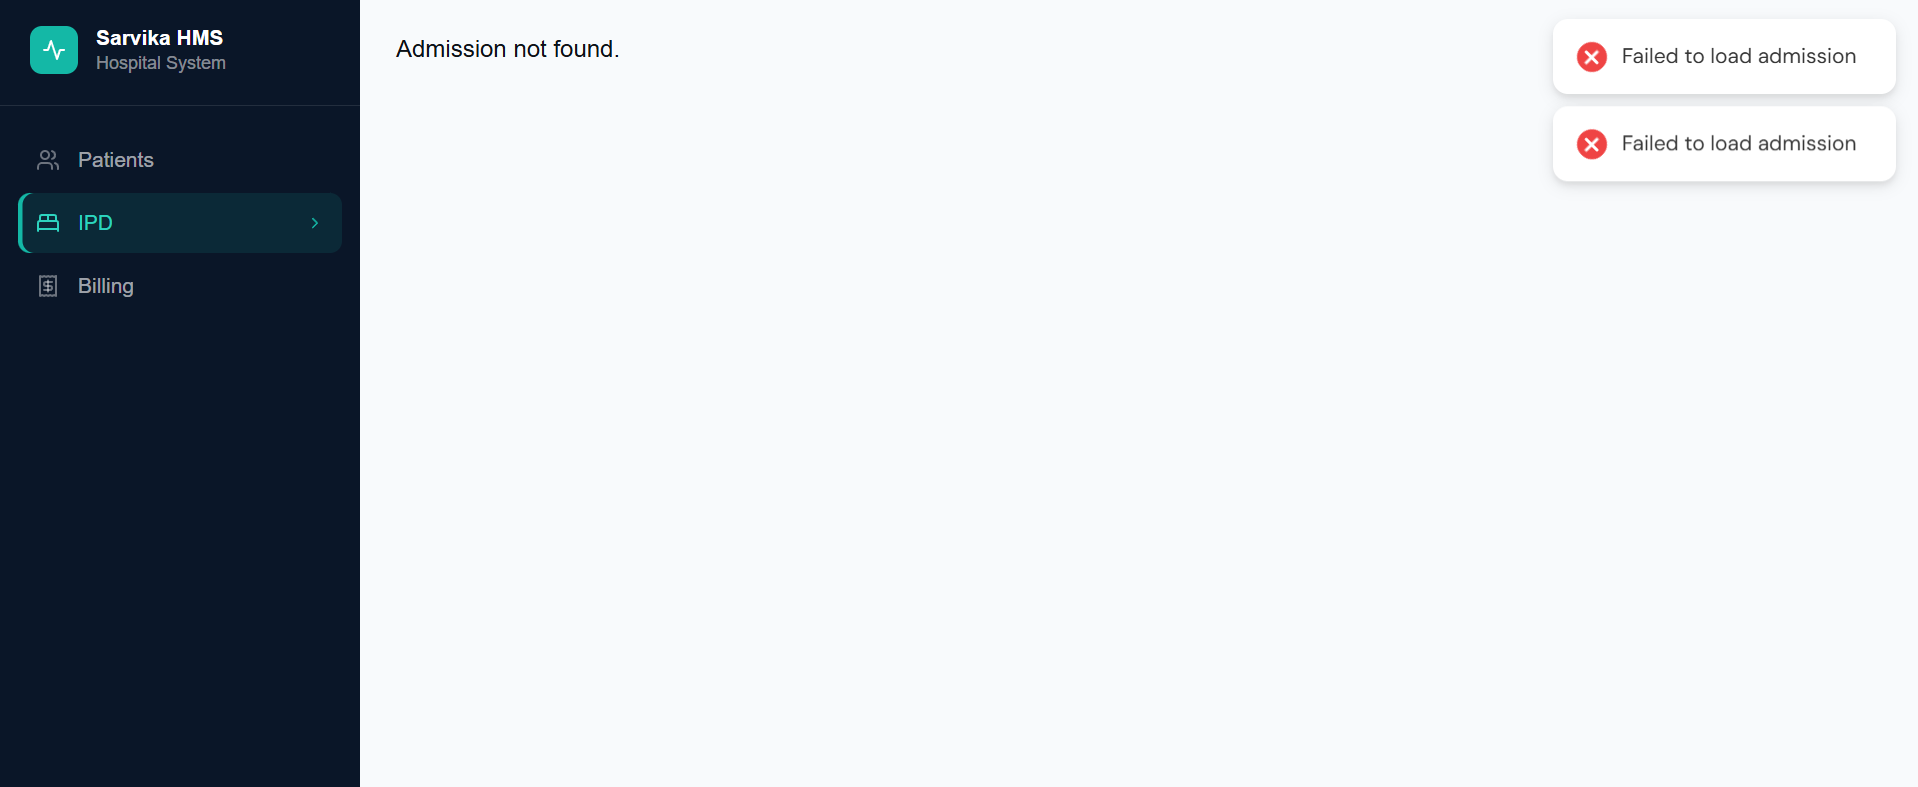 Sarvika HMS
Hospital System
Patients
IPD
Billing
Admission not found.
Failed to load admission
Failed to load admission